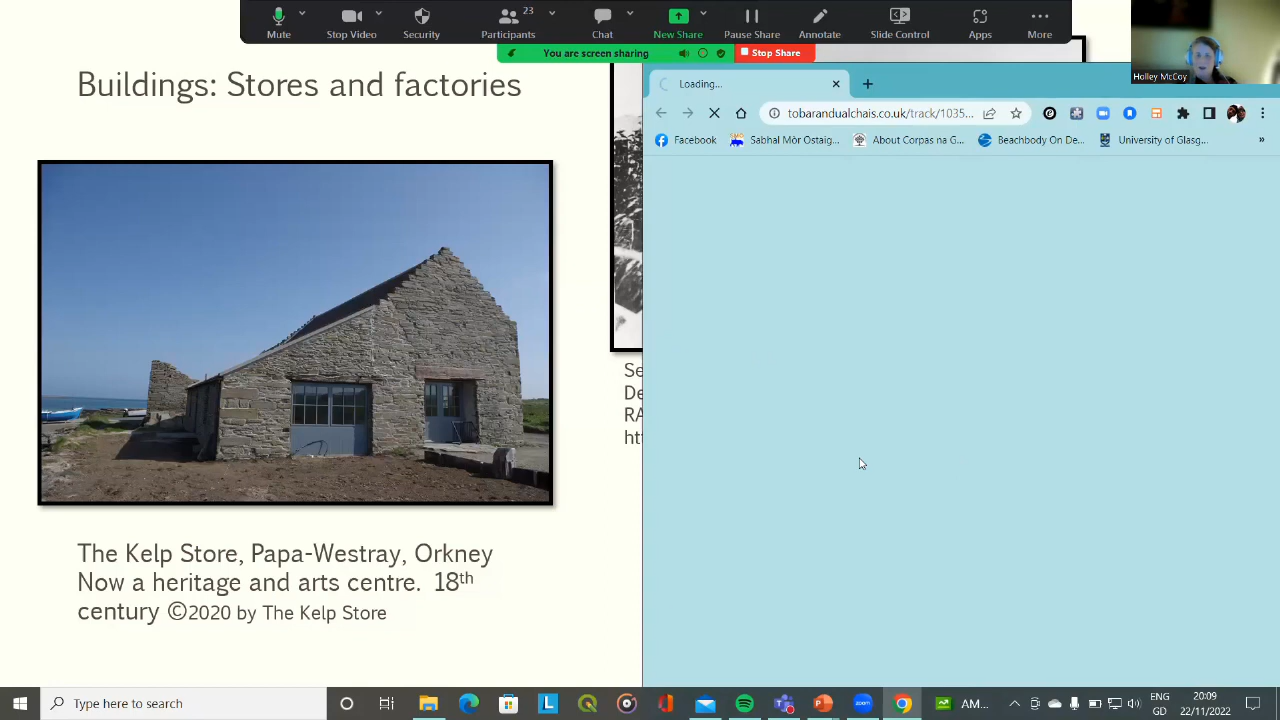 23
Mute
Stop Video
Security
Participants
Chat
New Share
Pause Share
Annotate
Slide Control
Apps
More
You are screen sharing
Stop Share
Holley McCoy
Buildings: Stores and factories
Loading...
tobarandualchais.co.uk/track/1035...
Facebook
Sabhal Mòr Ostaig...
About Corpas na G...
Beachbody On De...
University of Glasg...
»
Se
De
RA
ht
The Kelp Store, Papa-Westray, Orkney
Now a heritage and arts centre. 18th
century ©2020 by The Kelp Store
Type here to search
AM...
ENG
GD
20:09
22/11/2022